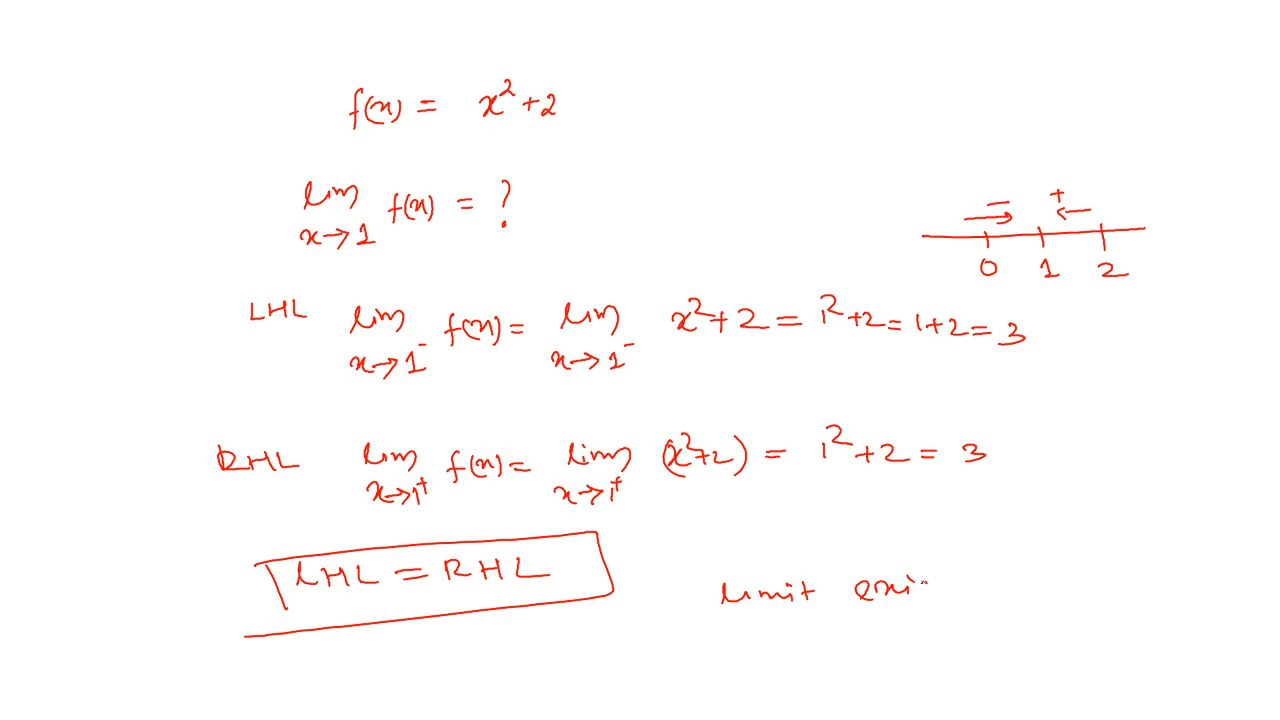 f(x) = x²+2
lim x→1 f(x) = ?
− +
0 1 2
LHL lim x→1⁻ f(x) = lim x→1⁻ x²+2 = 1²+2 = 1+2 = 3
RHL lim x→1⁺ f(x) = lim x→1⁺ (x²+2) = 1²+2 = 3
LHL = RHL
limit exi